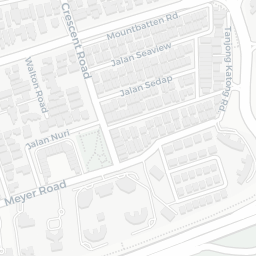 Mountbatten Rd
Crescent Road
Jalan Seaview
Tanjong Katong Rd
Walton Road
Jalan Sedap
Jalan Nuri
Meyer Road